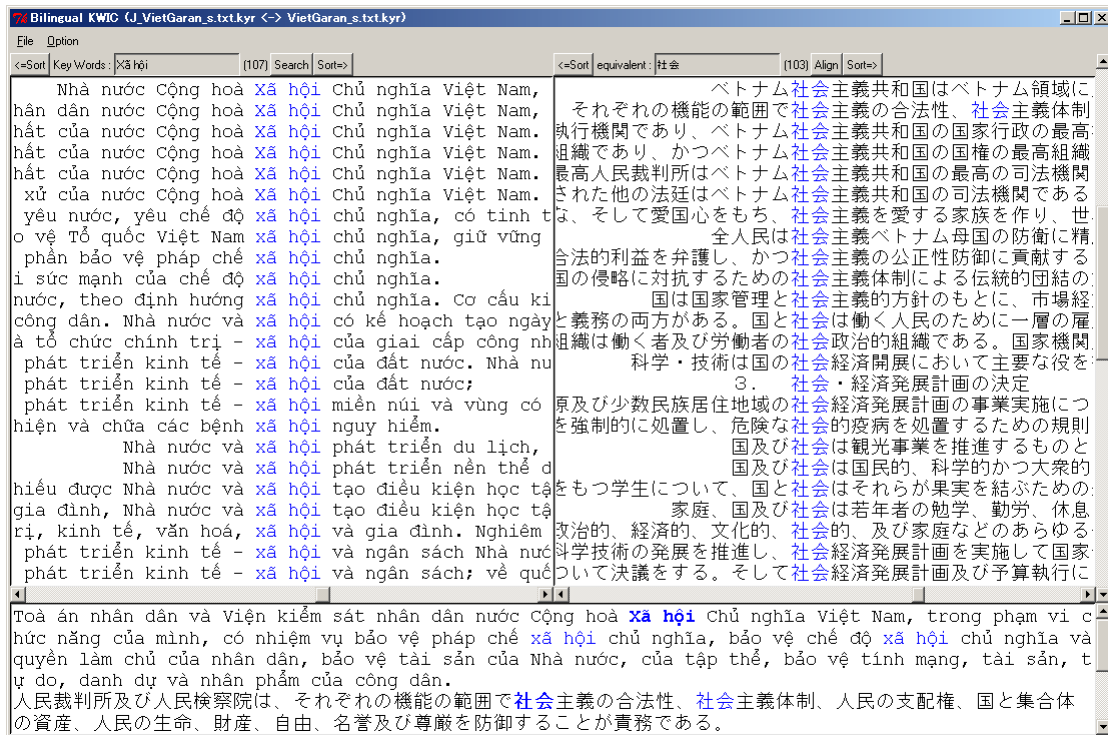 Bilingual KWIC (J_VietGaran_s.txt.kyr <-> VietGaran_s.txt.kyr)
File Option
<=Sort Key Words : Xã hội (107) Search Sort=> <=Sort equivalent : 社会 (103) Align Sort=>
Nhà nước Cộng hoà Xã hội Chủ nghĩa Việt Nam, ベトナム社会主義共和国はベトナム領域に
hân dân nước Cộng hoà Xã hội Chủ nghĩa Việt Nam, それぞれの機能の範囲で社会主義の合法性、社会主義体制
hất của nước Cộng hoà Xã hội Chủ nghĩa Việt Nam. 執行機関であり、ベトナム社会主義共和国の国家行政の最高
hất của nước Cộng hoà Xã hội Chủ nghĩa Việt Nam. 組織であり、かつベトナム社会主義共和国の国権の最高組織
hất của nước Cộng hoà Xã hội Chủ nghĩa Việt Nam. 最高人民裁判所はベトナム社会主義共和国の最高の司法機関
xử của nước Cộng hoà Xã hội Chủ nghĩa Việt Nam. された他の法廷はベトナム社会主義共和国の司法機関である
yêu nước, yêu chế độ xã hội chủ nghĩa, có tinh t な、そして愛国心をもち、社会主義を愛する家族を作り、世
o vệ Tổ quốc Việt Nam xã hội chủ nghĩa, giữ vững 全人民は社会主義ベトナム母国の防衛に精
phần bảo vệ pháp chế xã hội chủ nghĩa. 合法的利益を弁護し、かつ社会主義の公正性防御に貢献する
i sức mạnh của chế độ xã hội chủ nghĩa. 国の侵略に対抗するための社会主義体制による伝統的団結の
nước, theo định hướng xã hội chủ nghĩa. Cơ cấu ki 国は国家管理と社会主義的方針のもとに、市場経
công dân. Nhà nước và xã hội có kế hoạch tạo ngày と義務の両方がある。国と社会は働く人民のために一層の雇
à tổ chức chính trị - xã hội của giai cấp công nh 組織は働く者及び労働者の社会政治的組織である。国家機関
phát triển kinh tế - xã hội của đất nước. Nhà nu 科学・技術は国の社会経済開展において主要な役を
phát triển kinh tế - xã hội của đất nước; 3. 社会・経済発展計画の決定
phát triển kinh tế - xã hội miền núi và vùng có 原及び少数民族居住地域の社会経済発展計画の事業実施につ
hiện và chữa các bệnh xã hội nguy hiểm. を強制的に処置し、危険な社会的疫病を処置するための規則
Nhà nước và xã hội phát triển du lịch, 国及び社会は観光事業を推進するものと
Nhà nước và xã hội phát triển nền thể d 国及び社会は国民的、科学的かつ大衆的
hiếu được Nhà nước và xã hội tạo điều kiện học tậ をもつ学生について、国と社会はそれらが果実を結ぶための
gia đình, Nhà nước và xã hội tạo điều kiện học tậ 家庭、国及び社会は若年者の勉学、勤労、休息
rị, kinh tế, văn hoá, xã hội và gia đình. Nghiêm 政治的、経済的、文化的、社会的、及び家庭などのあらゆる
phát triển kinh tế - xã hội và ngân sách Nhà nướ 科学技術の発展を推進し、社会経済発展計画を実施して国家
phát triển kinh tế - xã hội và ngân sách; về quố ついて決議をする。そして社会経済発展計画及び予算執行に
Toà án nhân dân và Viện kiểm sát nhân dân nước Cộng hoà Xã hội Chủ nghĩa Việt Nam, trong phạm vi c
hức năng của mình, có nhiệm vụ bảo vệ pháp chế xã hội chủ nghĩa, bảo vệ chế độ xã hội chủ nghĩa và
quyền làm chủ của nhân dân, bảo vệ tài sản của Nhà nước, của tập thể, bảo vệ tính mạng, tài sản, t
ự do, danh dự và nhân phẩm của công dân.
人民裁判所及び人民検察院は、それぞれの機能の範囲で社会主義の合法性、社会主義体制、人民の支配権、国と集合体
の資産、人民の生命、財産、自由、名誉及び尊厳を防御することが責務である。